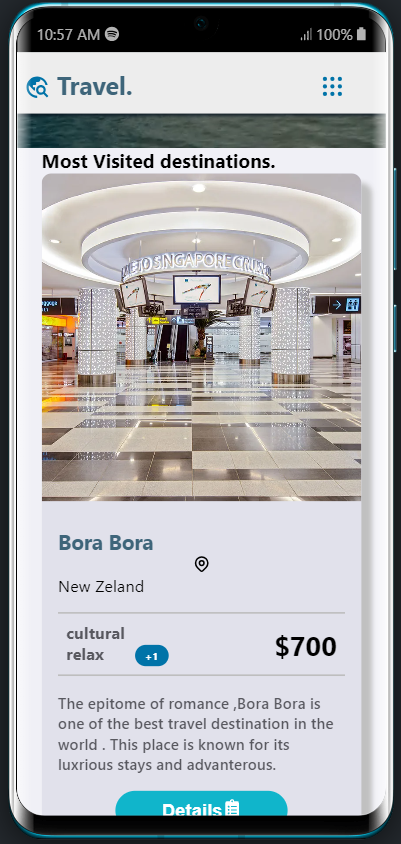 10:57 AM
100%
Travel.
Most Visited destinations.
TO SINGAPORE CRUIS
Bora Bora
New Zeland
cultural
relax
+1
$700
The epitome of romance ,Bora Bora is
one of the best travel destination in the
world . This place is known for its
luxrious stays and advanterous.
Details